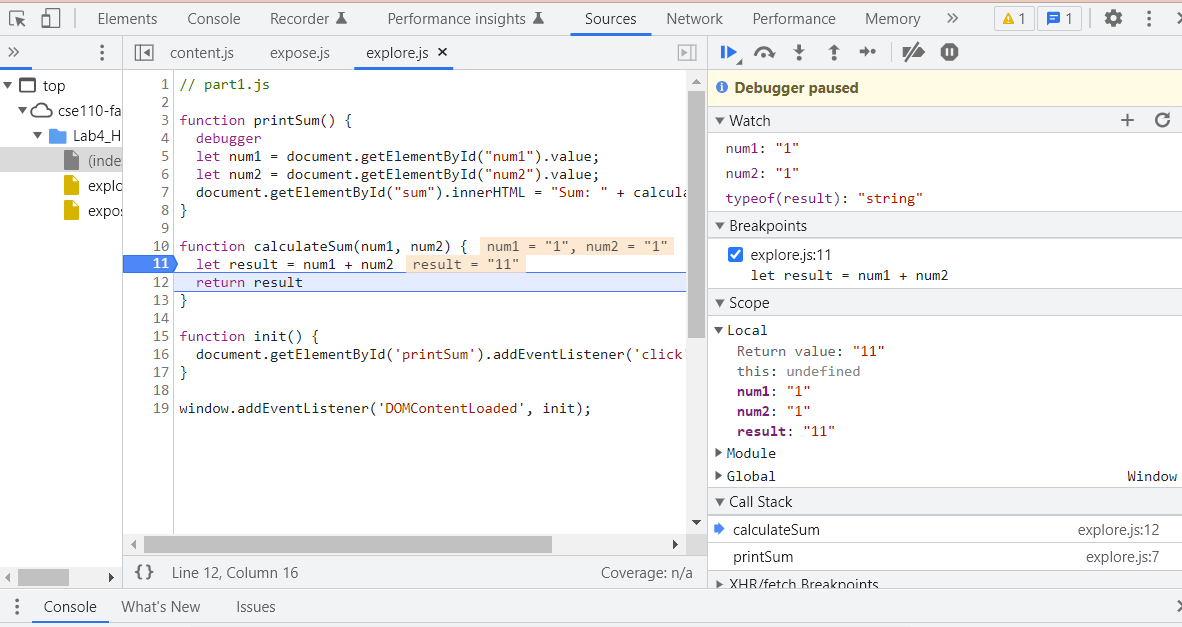 Elements Console Recorder Performance insights Sources Network Performance Memory » 1 1
» content.js expose.js explore.js ×
top
cse110-fa
Lab4_H
(inde
explo
expos
1 // part1.js
2
3 function printSum() {
4 debugger
5 let num1 = document.getElementById("num1").value;
6 let num2 = document.getElementById("num2").value;
7 document.getElementById("sum").innerHTML = "Sum: " + calcula
8 }
9
10 function calculateSum(num1, num2) { num1 = "1", num2 = "1"
11 let result = num1 + num2 result = "11"
12 return result
13 }
14
15 function init() {
16 document.getElementById('printSum').addEventListener('click'
17 }
18
19 window.addEventListener('DOMContentLoaded', init);
{} Line 12, Column 16 Coverage: n/a
Debugger paused
Watch
num1: "1"
num2: "1"
typeof(result): "string"
Breakpoints
explore.js:11
let result = num1 + num2
Scope
Local
Return value: "11"
this: undefined
num1: "1"
num2: "1"
result: "11"
Module
Global Window
Call Stack
calculateSum explore.js:12
printSum explore.js:7
XHR/fetch Breakpoints
Console What's New Issues